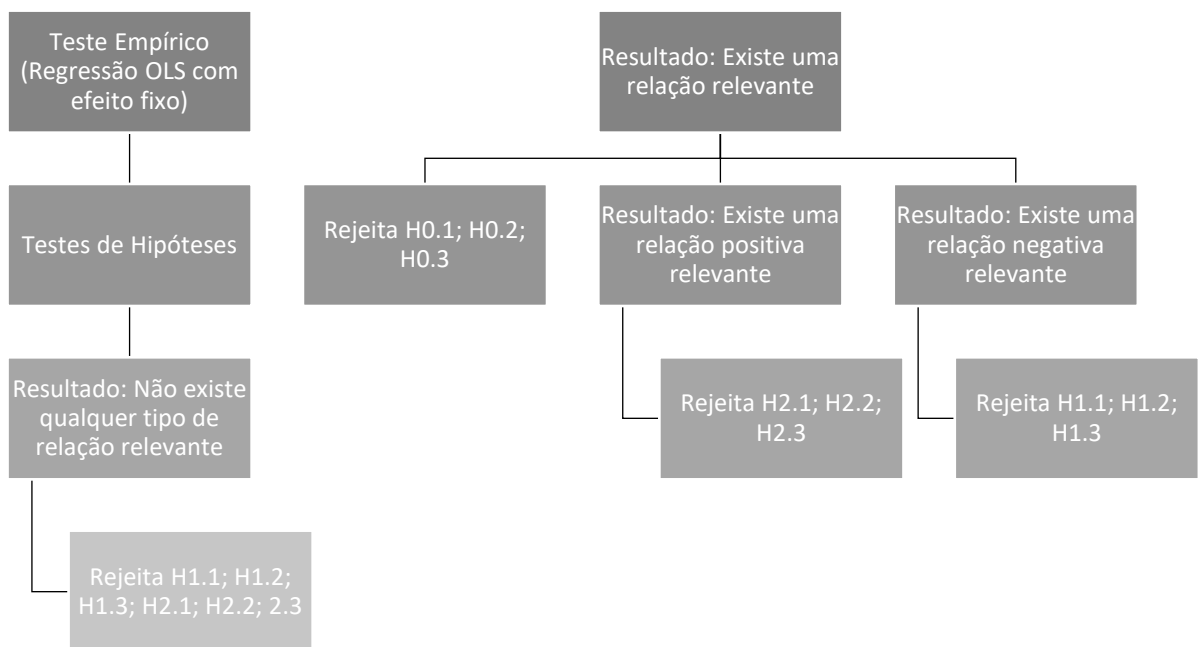 Teste Empírico
(Regressão OLS com
efeito fixo)
Testes de Hipóteses
Resultado: Não existe
qualquer tipo de
relação relevante
Rejeita H1.1; H1.2;
H1.3; H2.1; H2.2; 2.3
Resultado: Existe uma
relação relevante
Rejeita H0.1; H0.2;
H0.3
Resultado: Existe uma
relação positiva
relevante
Rejeita H2.1; H2.2;
H2.3
Resultado: Existe uma
relação negativa
relevante
Rejeita H1.1; H1.2;
H1.3